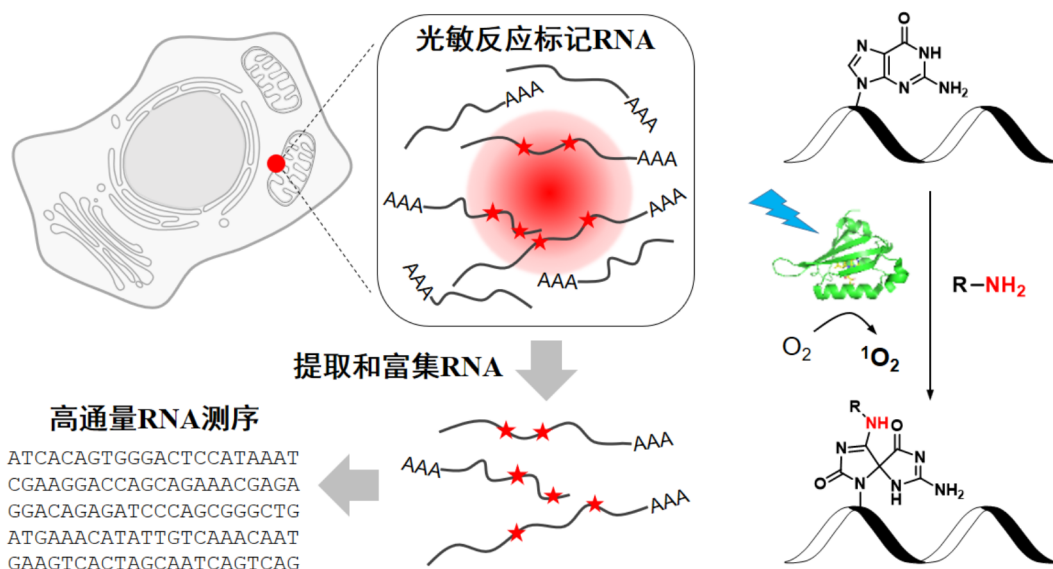 光敏反应标记RNA
AAA
AAA
AAA
AAA
AAA
AAA
AAA
提取和富集RNA
高通量RNA测序
ATCACAGTGGGACTCCATAAAT
CGAAGGACCAGCAGAAACGAGA
GGACAGAGATCCCAGCGGGCTG
ATGAAACATATTGTCAAACAAT
GAAGTCACTAGCAATCAGTCAG
AAA
AAA
AAA
O
N
NH
N
N
NH₂
R–NH₂
O₂
¹O₂
R
NH
O
N
N
O
N
N
H
NH₂